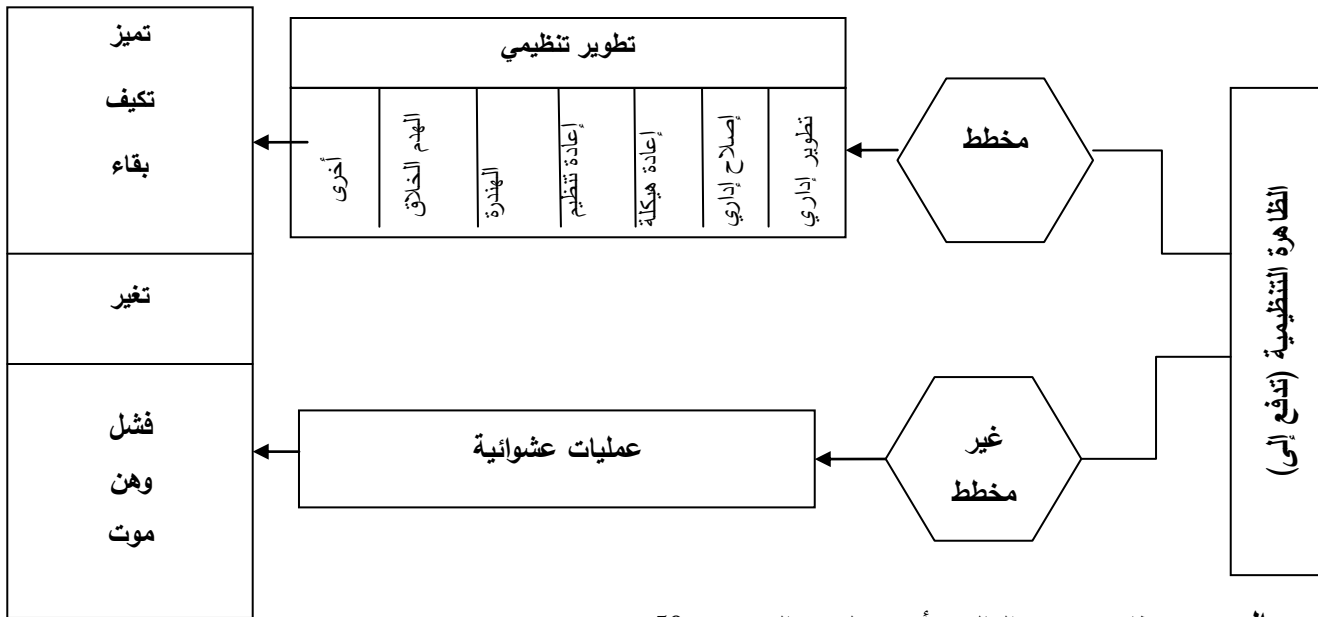 الظاهرة التنظيمية (تدفع إلى)
مخطط
تطوير تنظيمي
تطوير إداري
إصلاح إداري
إعادة هيكلة
إعادة تنظيم
الهندرة
الهدم الخلاق
أخرى
تميز
تكيف
بقاء
تغير
غير
مخطط
عمليات عشوائية
فشل
وهن
موت